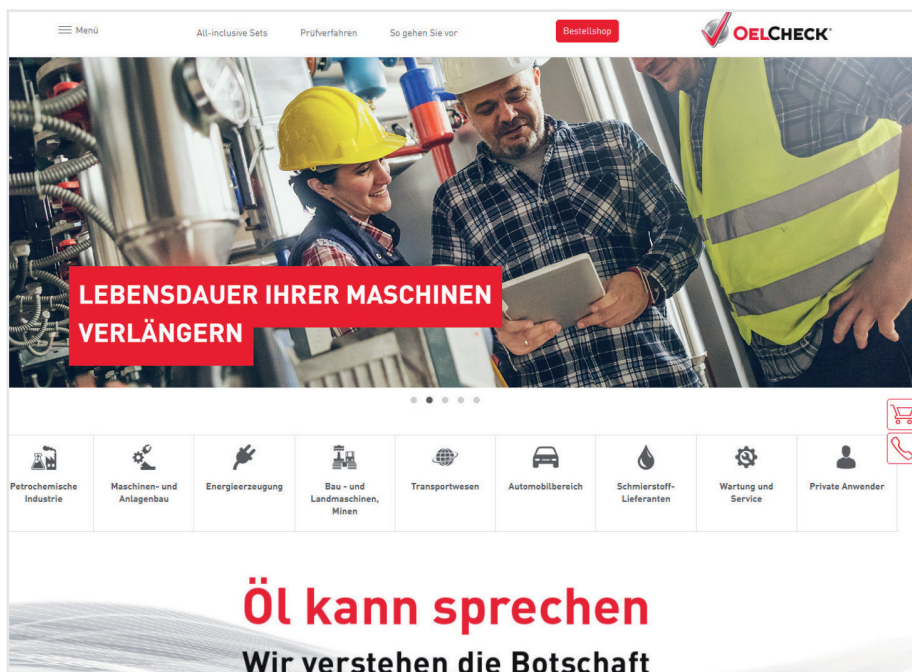 Menü
All-inclusive Sets
Prüfverfahren
So gehen Sie vor
Bestellshop
OELCHECK
LEBENSDAUER IHRER MASCHINEN
VERLÄNGERN
Petrochemische
Industrie
Maschinen- und
Anlagenbau
Energieerzeugung
Bau - und
Landmaschinen,
Minen
Transportwesen
Automobilbereich
Schmierstoff-
Lieferanten
Wartung und
Service
Private Anwender
Öl kann sprechen
Wir verstehen die Botschaft